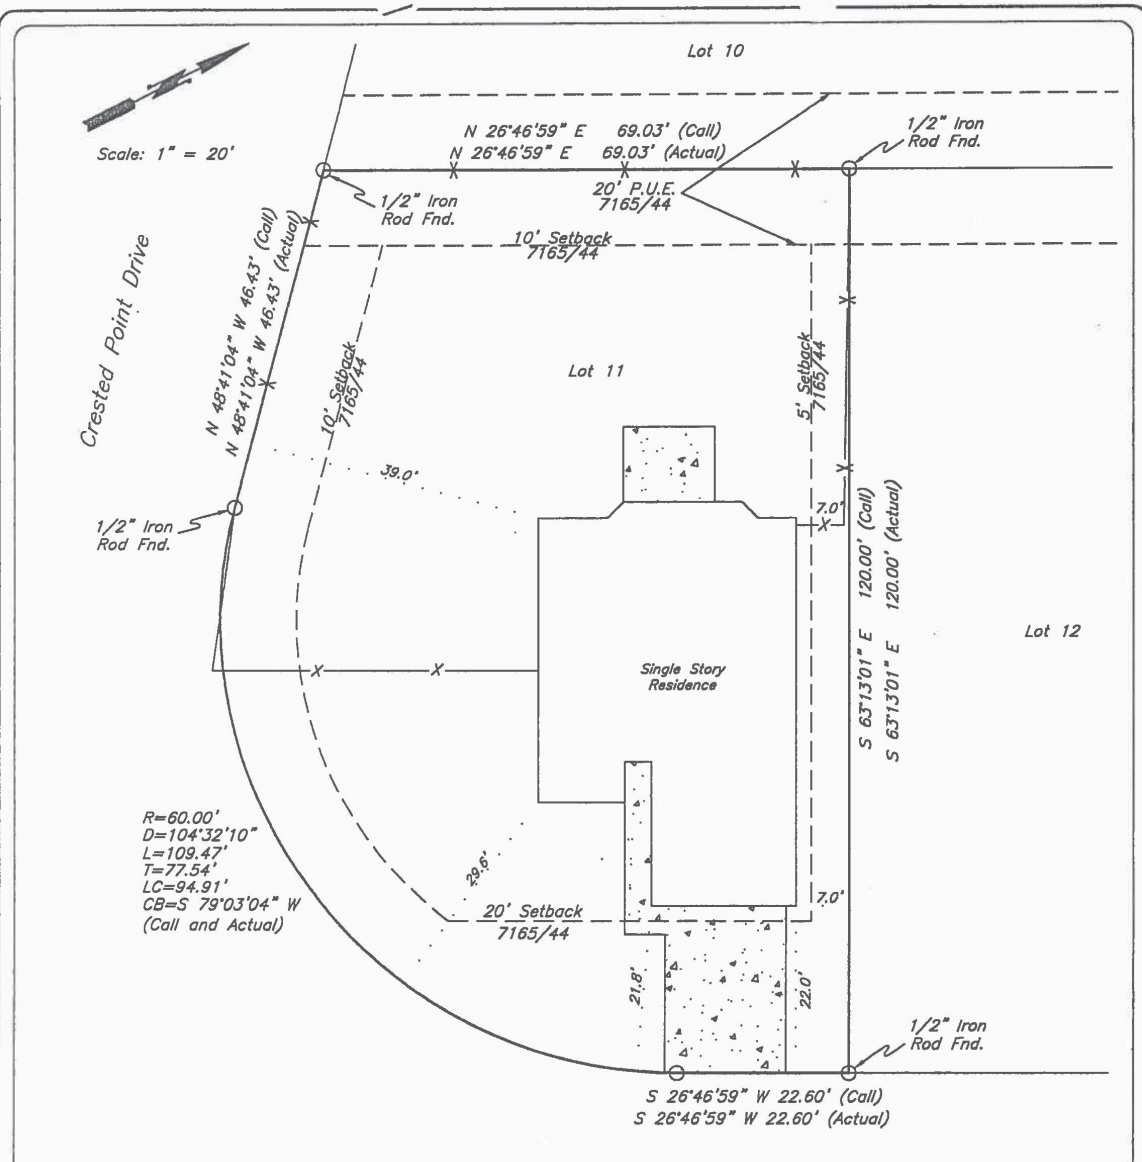 Lot 10
Scale: 1" = 20'
N 26°46'59" E 69.03' (Call)
N 26°46'59" E 69.03' (Actual)
1/2" Iron
Rod Fnd.
20' P.U.E.
7165/44
1/2" Iron
Rod Fnd.
10' Setback
7165/44
Crested Point Drive
N 48°41'04" W 46.43' (Call)
N 48°41'04" W 46.43' (Actual)
10' Setback
7165/44
Lot 11
5' Setback
7165/44
39.0'
7.0'
1/2" Iron
Rod Fnd.
S 63°13'01" E 120.00' (Call)
S 63°13'01" E 120.00' (Actual)
Lot 12
Single Story
Residence
R=60.00'
D=104°32'10"
L=109.47'
T=77.54'
LC=94.91'
CB=S 79°03'04" W
(Call and Actual)
29.6'
20' Setback
7165/44
7.0'
21.8'
22.0'
1/2" Iron
Rod Fnd.
S 26°46'59" W 22.60' (Call)
S 26°46'59" W 22.60' (Actual)